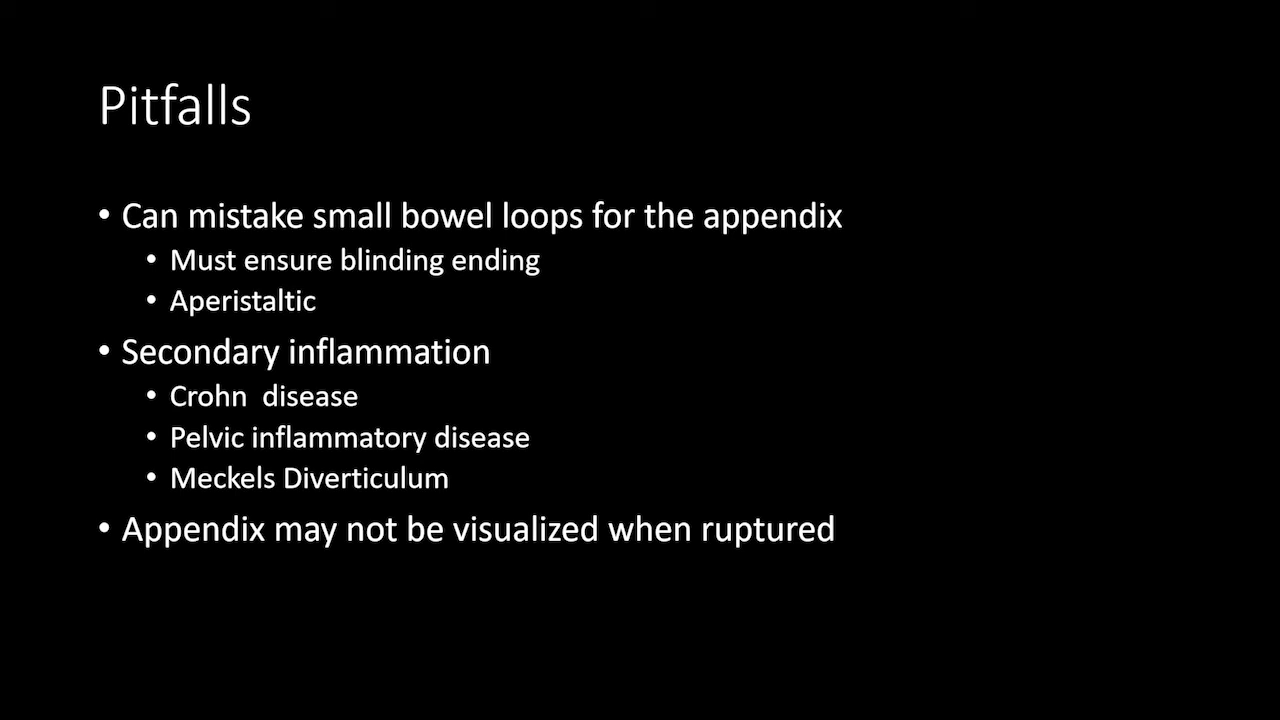 Pitfalls
• Can mistake small bowel loops for the appendix
• Must ensure blinding ending
• Aperistaltic
• Secondary inflammation
• Crohn  disease
• Pelvic inflammatory disease
• Meckels Diverticulum
• Appendix may not be visualized when ruptured